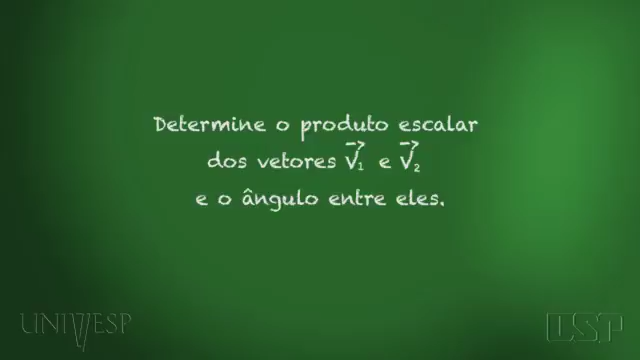 Determine o produto escalar
dos vetores V⃗₁ e V⃗₂
e o ângulo entre eles.
UNIVESP
USP